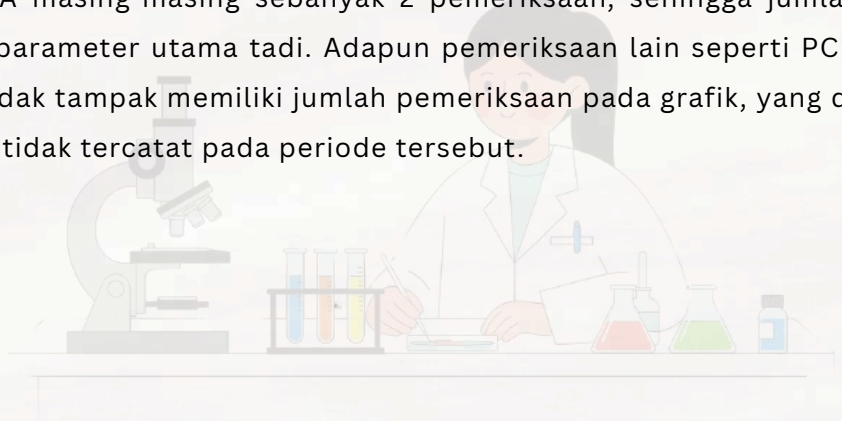 masing masing sebanyak 2 pemeriksaan, sehingga
parameter utama tadi. Adapun pemeriksaan lain seperti PC
dak tampak memiliki jumlah pemeriksaan pada grafik, yang
tidak tercatat pada periode tersebut.